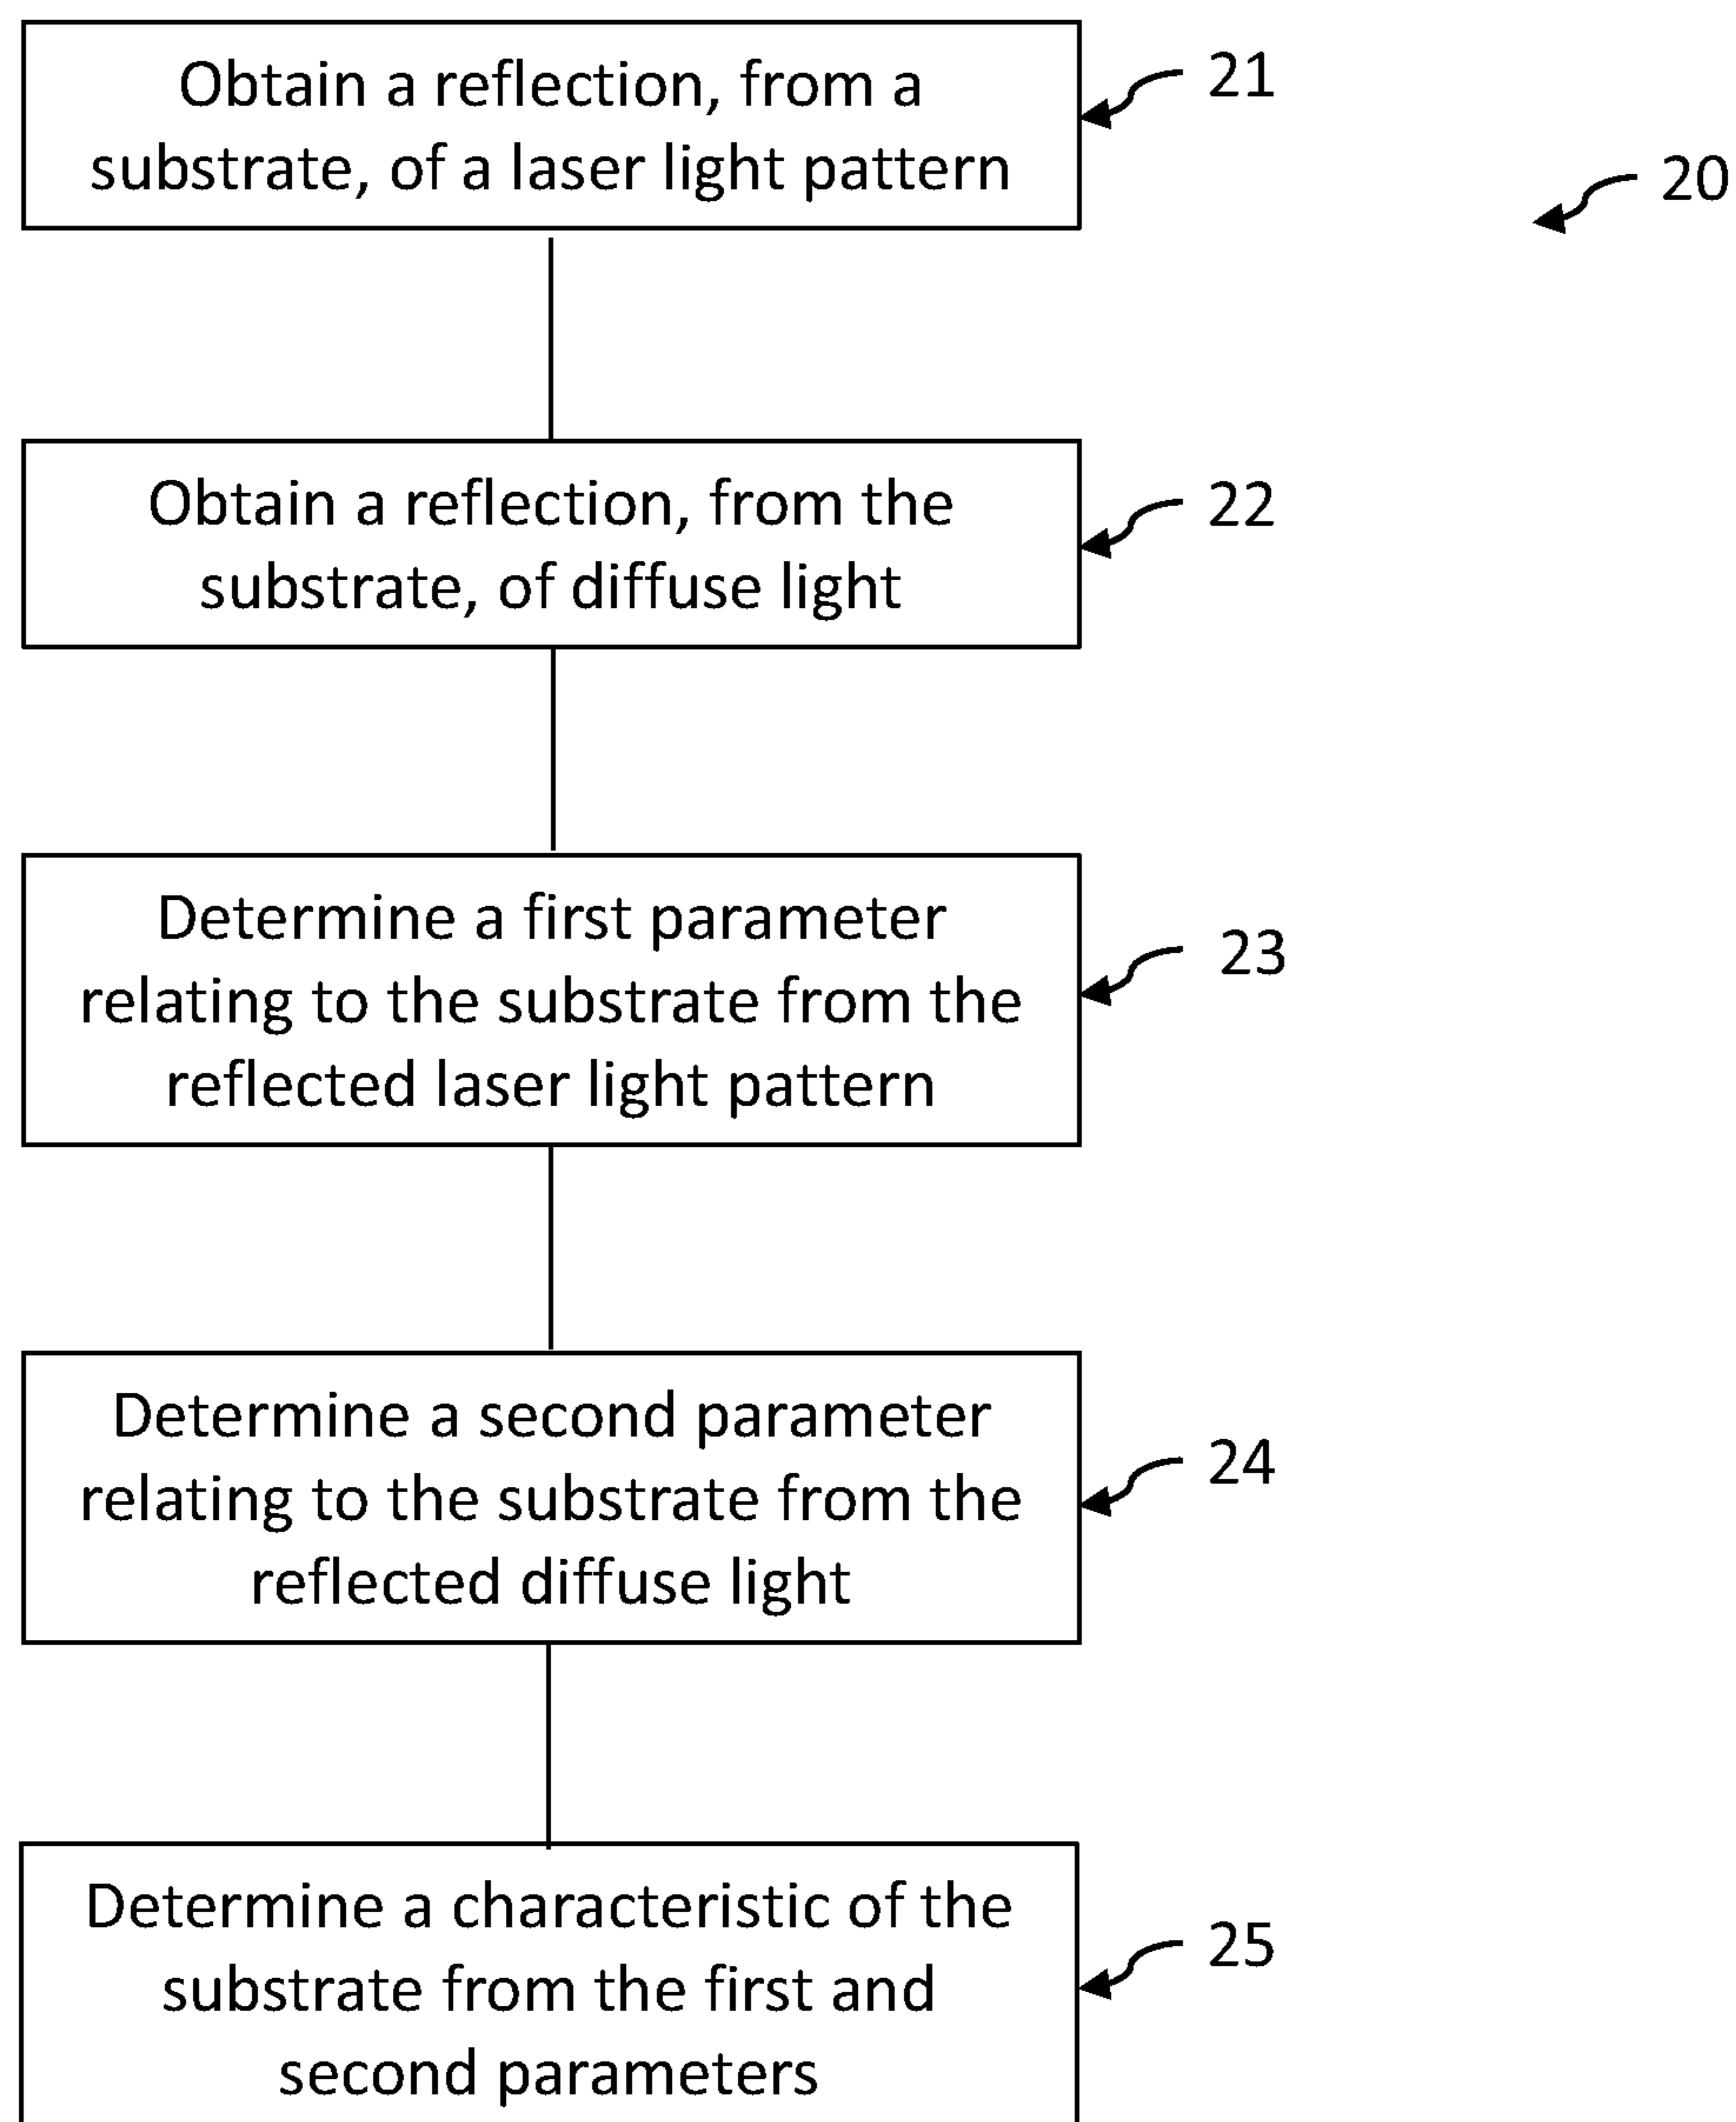 Obtain a reflection, from a
substrate, of a laser light pattern
21
20
Obtain a reflection, from the
substrate, of diffuse light
22
Determine a first parameter
relating to the substrate from the
reflected laser light pattern
23
Determine a second parameter
relating to the substrate from the
reflected diffuse light
24
Determine a characteristic of the
substrate from the first and
second parameters
25